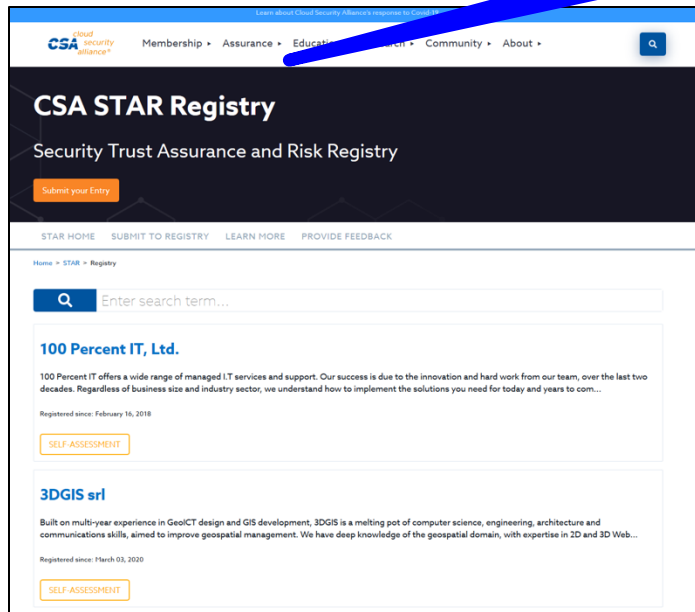 Learn about Cloud Security Alliance's response to Covid-19
cloud
CSA security
alliance®
Membership Assurance Community About
CSA STAR Registry
Security Trust Assurance and Risk Registry
Submit your Entry
STAR HOME SUBMIT TO REGISTRY LEARN MORE PROVIDE FEEDBACK
Home > STAR > Registry
Enter search term...
100 Percent IT, Ltd.
100 Percent IT offers a wide range of managed I.T services and support. Our success is due to the innovation and hard work from our team, over the last two
decades. Regardless of business size and industry sector, we understand how to implement the solutions you need for today and years to com...
Registered since: February 16, 2018
SELF-ASSESSMENT
3DGIS srl
Built on multi-year experience in GeoICT design and GIS development, 3DGIS is a melting pot of computer science, engineering, architecture and
communications skills, aimed to improve geospatial management. We have deep knowledge of the geospatial domain, with expertise in 2D and 3D Web...
Registered since: March 03, 2020
SELF-ASSESSMENT